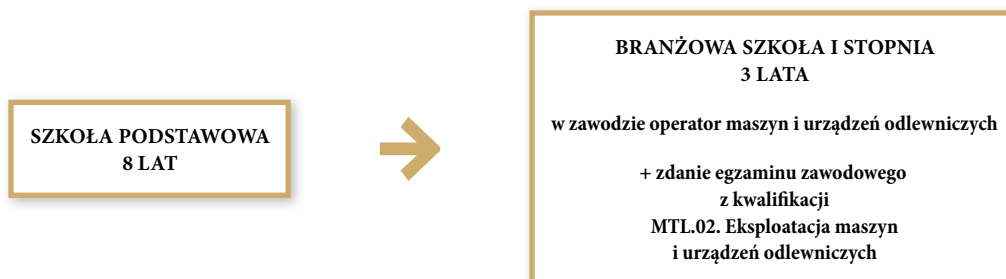 SZKOŁA PODSTAWOWA
8 LAT
BRANŻOWA SZKOŁA I STOPNIA
3 LATA
w zawodzie operator maszyn i urządzeń odlewniczych
+ zdanie egzaminu zawodowego
z kwalifikacji
MTL.02. Eksploatacja maszyn
i urządzeń odlewniczych